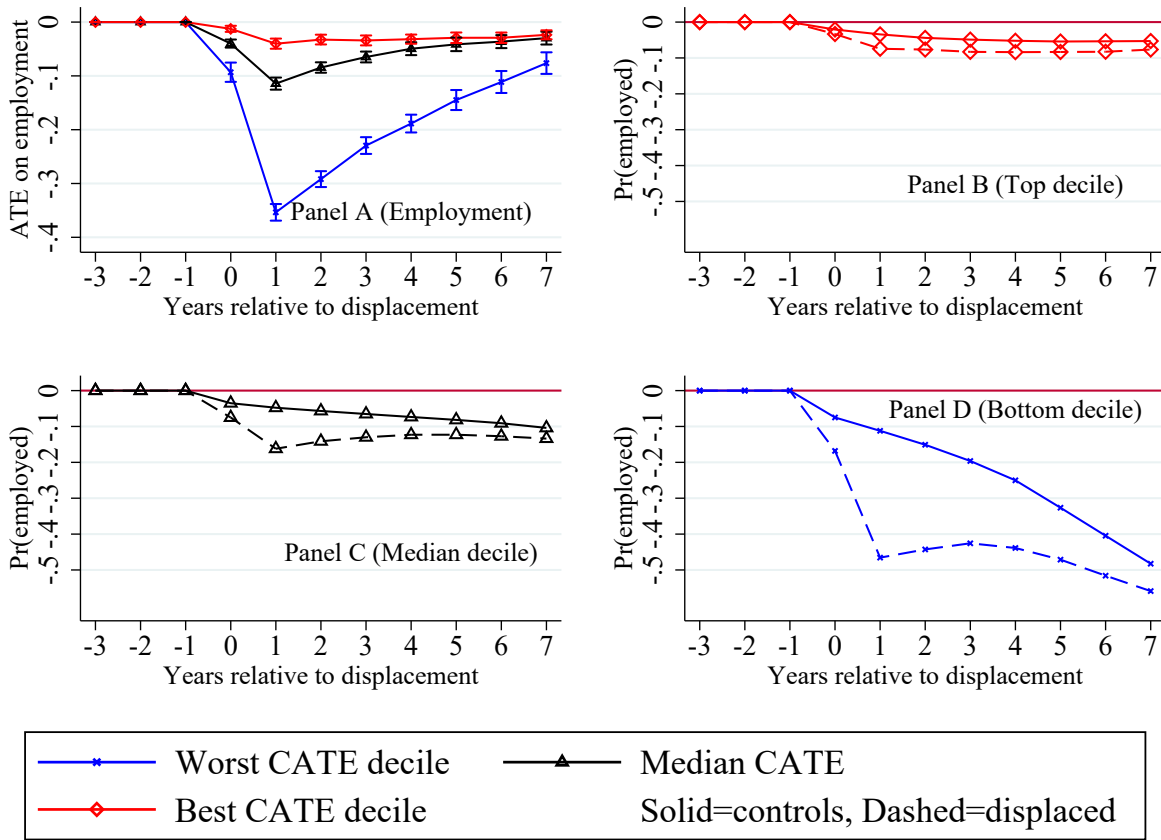 ATE on employment
0
-.1
-.2
-.3
-.4
Panel A (Employment)
-3 -2 -1 0 1 2 3 4 5 6 7
Years relative to displacement
Pr(employed)
0
-.1
-.2
-.3
-.4
-.5
Panel B (Top decile)
-3 -2 -1 0 1 2 3 4 5 6 7
Years relative to displacement
Pr(employed)
0
-.1
-.2
-.3
-.4
-.5
Panel C (Median decile)
-3 -2 -1 0 1 2 3 4 5 6 7
Years relative to displacement
Pr(employed)
0
-.1
-.2
-.3
-.4
-.5
Panel D (Bottom decile)
-3 -2 -1 0 1 2 3 4 5 6 7
Years relative to displacement
Worst CATE decile
Median CATE
Best CATE decile
Solid=controls, Dashed=displaced